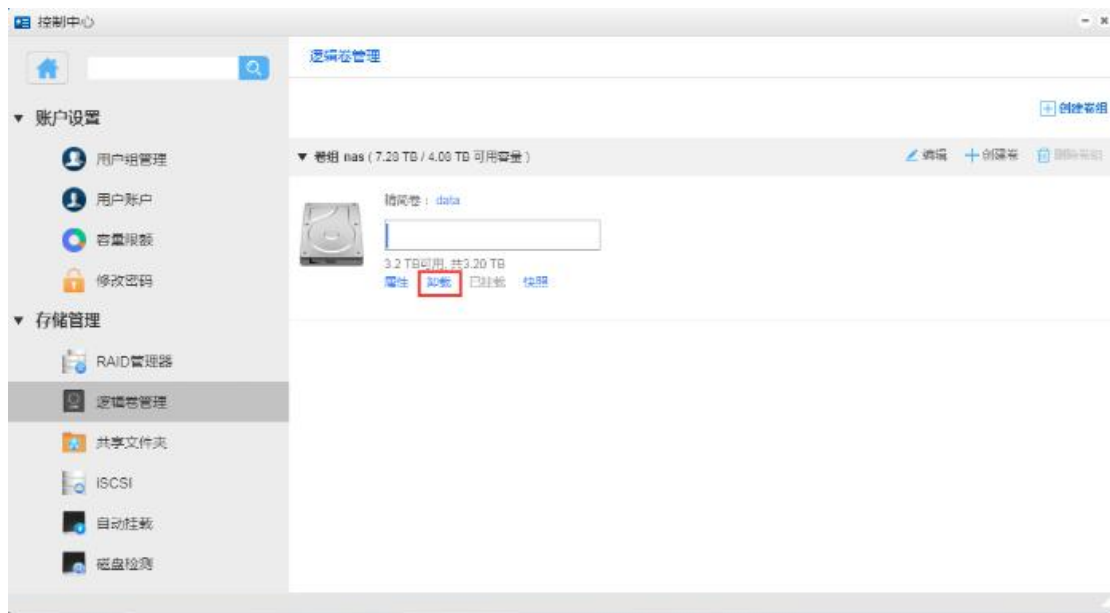 控制中心
逻辑卷管理
创建卷组
账户设置
用户组管理
用户账户
容量限额
修改密码
存储管理
RAID管理器
逻辑卷管理
共享文件夹
iSCSI
自动挂载
磁盘检测
卷组 nas ( 7.28 TB / 4.08 TB 可用容量 )
编辑
创建卷
删除卷组
精简卷： data
3.2 TB可用, 共3.20 TB
属性 卸载 已挂载 快照